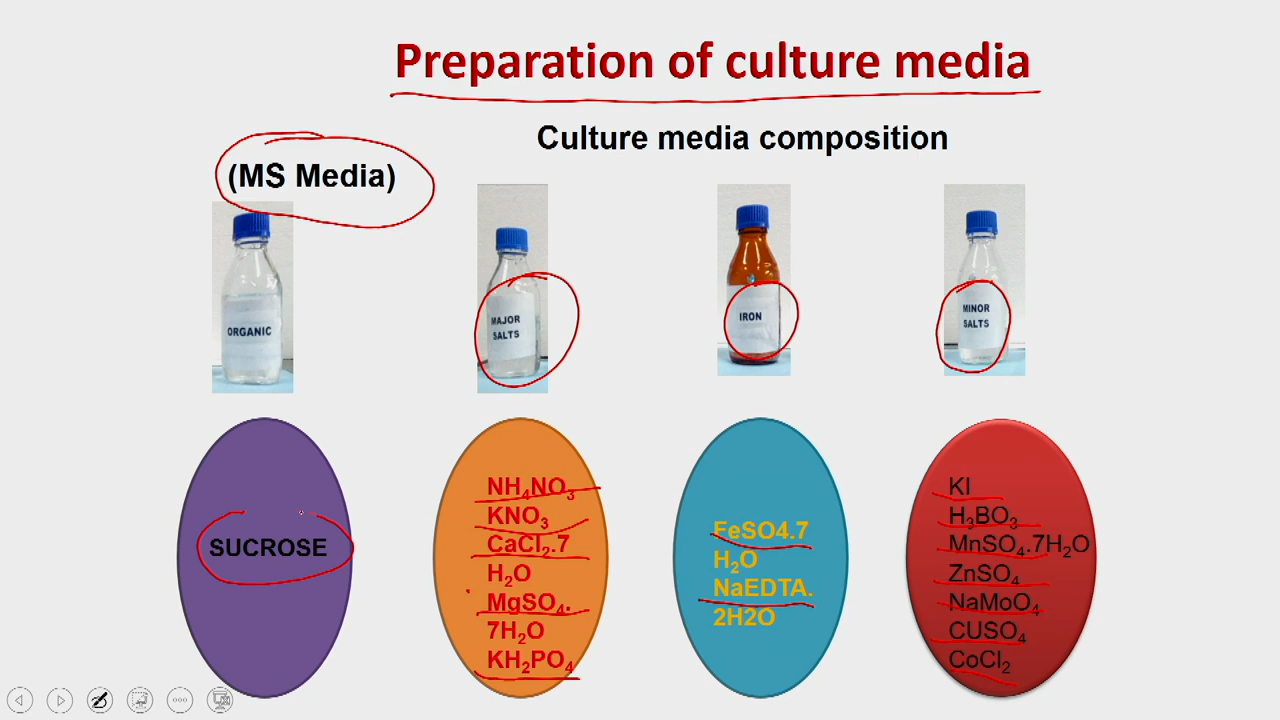 Preparation of culture media
Culture media composition
(MS Media)
ORGANIC
MAJOR
SALTS
IRON
MINOR
SALTS
SUCROSE
NH₄NO₃
KNO₃
CaCl₂.7
H₂O
MgSO₄.
7H₂O
KH₂PO₄
FeSO4.7
H₂O
NaEDTA.
2H2O
KI
H₃BO₃
MnSO₄.7H₂O
ZnSO₄
NaMoO₄
CUSO₄
CoCl₂